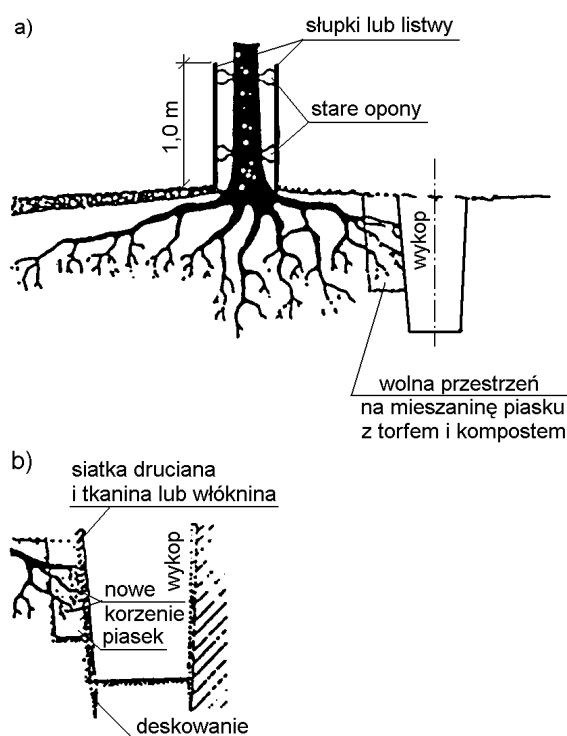 a)
słupki lub listwy
stare opony
1,0 m
wykop
wolna przestrzeń
na mieszaninę piasku
z torfem i kompostem
b)
siatka druciana
i tkanina lub włóknina
wykop
nowe
korzenie
piasek
deskowanie